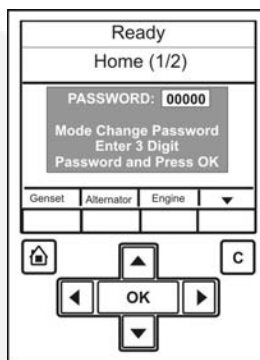 Ready
Home (1/2)
PASSWORD: 00000
Mode Change Password
Enter 3 Digit
Password and Press OK
Genset Alternator Engine
C
OK